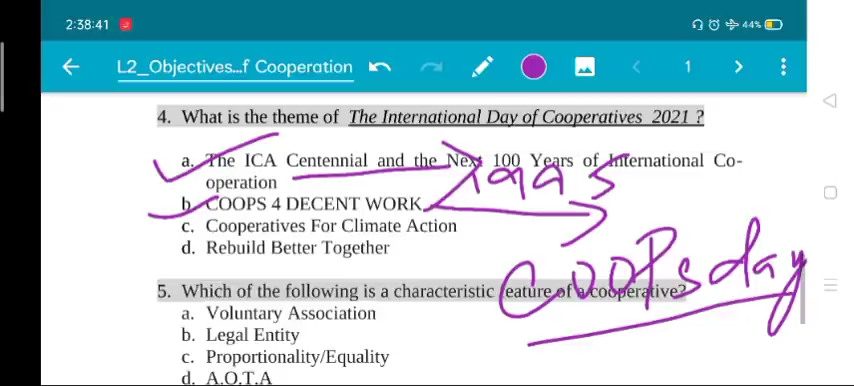 2:38:41 44%
L2_Objectives...f Cooperation 1
4. What is the theme of The International Day of Cooperatives 2021 ?
a. The ICA Centennial and the Next 100 Years of International Co-
operation
1995
b. COOPS 4 DECENT WORK
c. Cooperatives For Climate Action
d. Rebuild Better Together
COOPs day
5. Which of the following is a characteristic feature of a cooperative?
a. Voluntary Association
b. Legal Entity
c. Proportionality/Equality
d. A.O.T.A